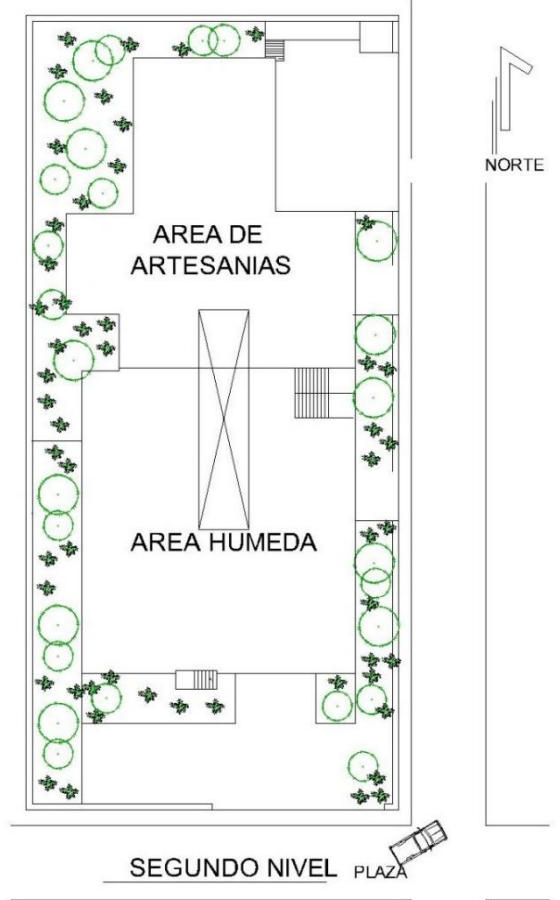 NORTE
AREA DE
ARTESANIAS
AREA HUMEDA
SEGUNDO NIVEL
PLAZA